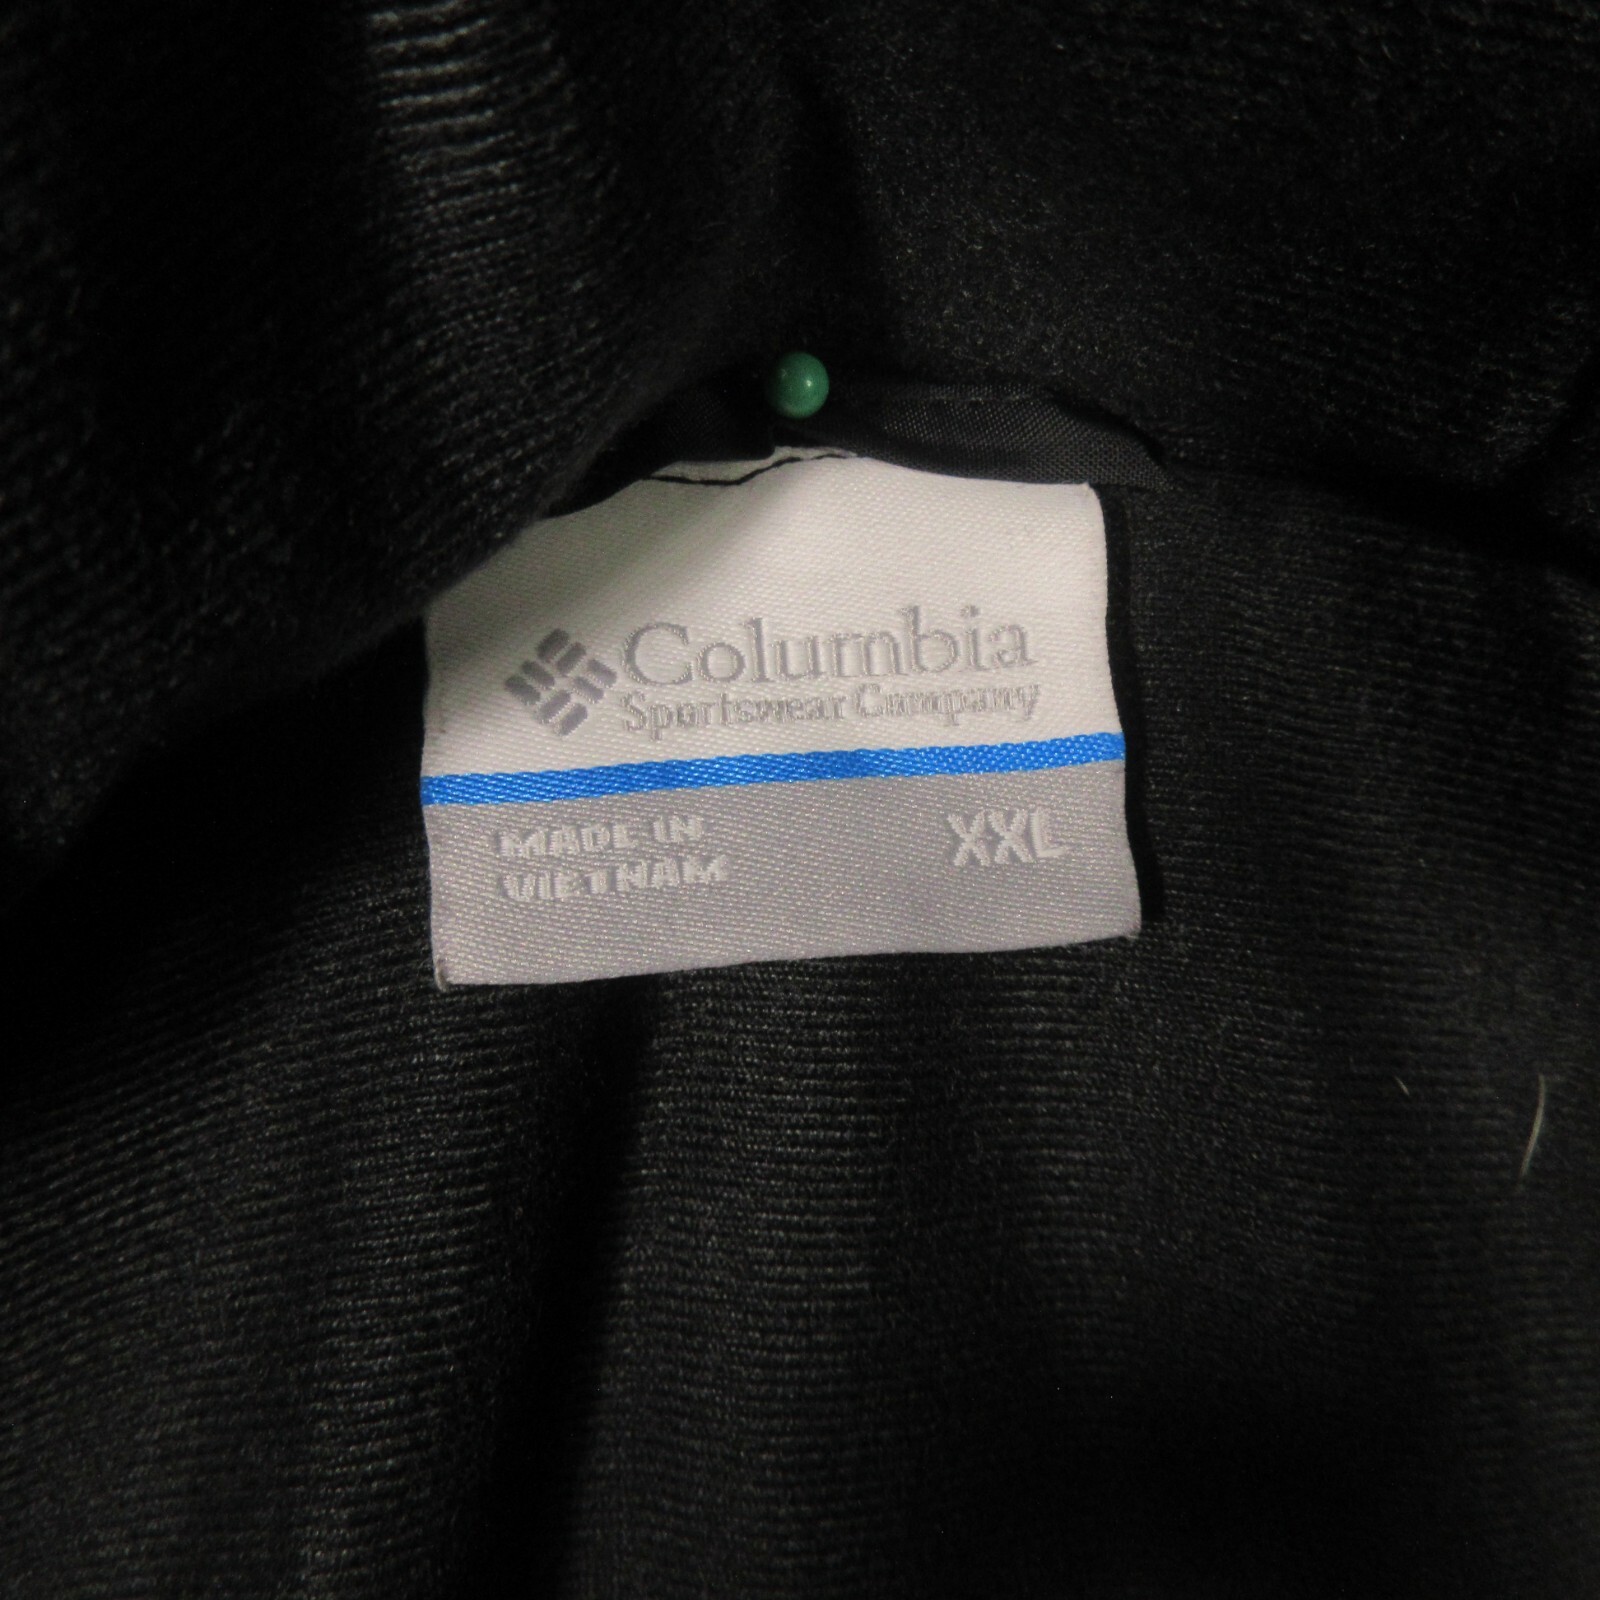 Columbia
Sportswear Company
MADE IN
VIETNAM
XXL